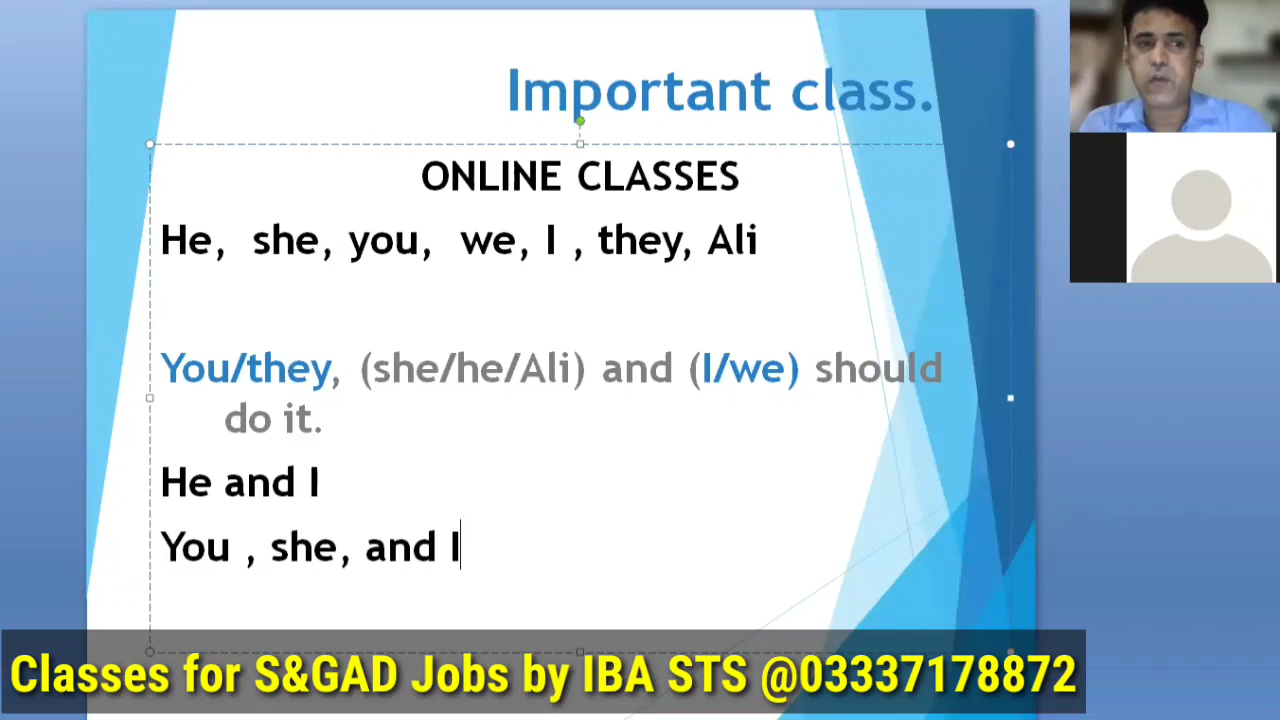 Important class.
ONLINE CLASSES
He, she, you, we, I , they, Ali
You/they, (she/he/Ali) and (I/we) should
do it.
He and I
You , she, and I
Classes for S&GAD Jobs by IBA STS @03337178872